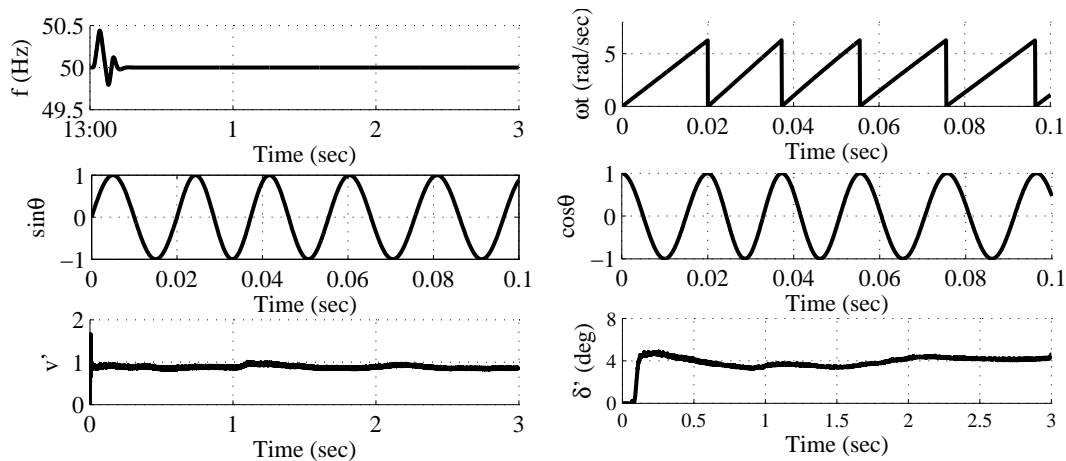 50.5
50
49.5
f (Hz)
13:00 1 2 3
Time (sec)
5
0
ωt (rad/sec)
0 0.02 0.04 0.06 0.08 0.1
Time (sec)
1
0
−1
sinθ
0 0.02 0.04 0.06 0.08 0.1
Time (sec)
1
0
−1
cosθ
0 0.02 0.04 0.06 0.08 0.1
Time (sec)
2
1
0
v'
0 1 2 3
Time (sec)
8
4
0
δ' (deg)
0 0.5 1 1.5 2 2.5 3
Time (sec)